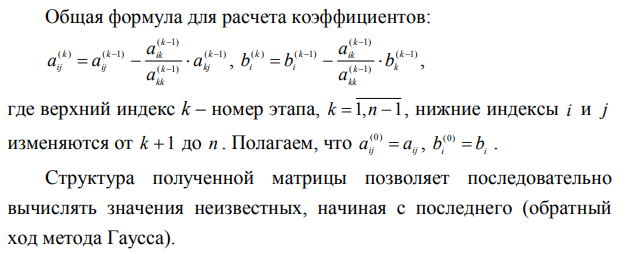 Общая формула для расчета коэффициентов:
a_{ij}^{(k)} = a_{ij}^{(k-1)} − \frac{a_{ik}^{(k-1)}}{a_{kk}^{(k-1)}} · a_{kj}^{(k-1)}, b_i^{(k)} = b_i^{(k-1)} − \frac{a_{ik}^{(k-1)}}{a_{kk}^{(k-1)}} · b_k^{(k-1)},
где верхний индекс k – номер этапа, k = \overline{1, n − 1}, нижние индексы i и j
изменяются от k + 1 до n. Полагаем, что a_{ij}^{(0)} = a_{ij}, b_i^{(0)} = b_i.
Структура полученной матрицы позволяет последовательно
вычислять значения неизвестных, начиная с последнего (обратный
ход метода Гаусса).